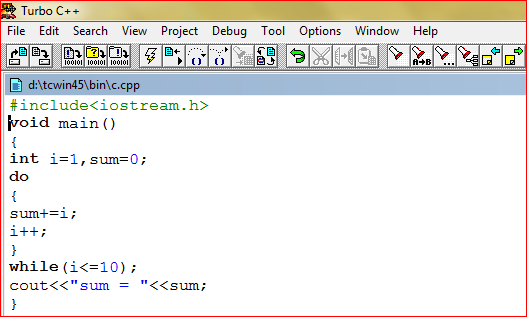 Turbo C++
File Edit Search View Project Debug Tool Options Window Help
d:\tcwin45\bin\c.cpp
#include<iostream.h>
void main()
{
int i=1,sum=0;
do
{
sum+=i;
i++;
}
while(i<=10);
cout<<"sum = "<<sum;
}